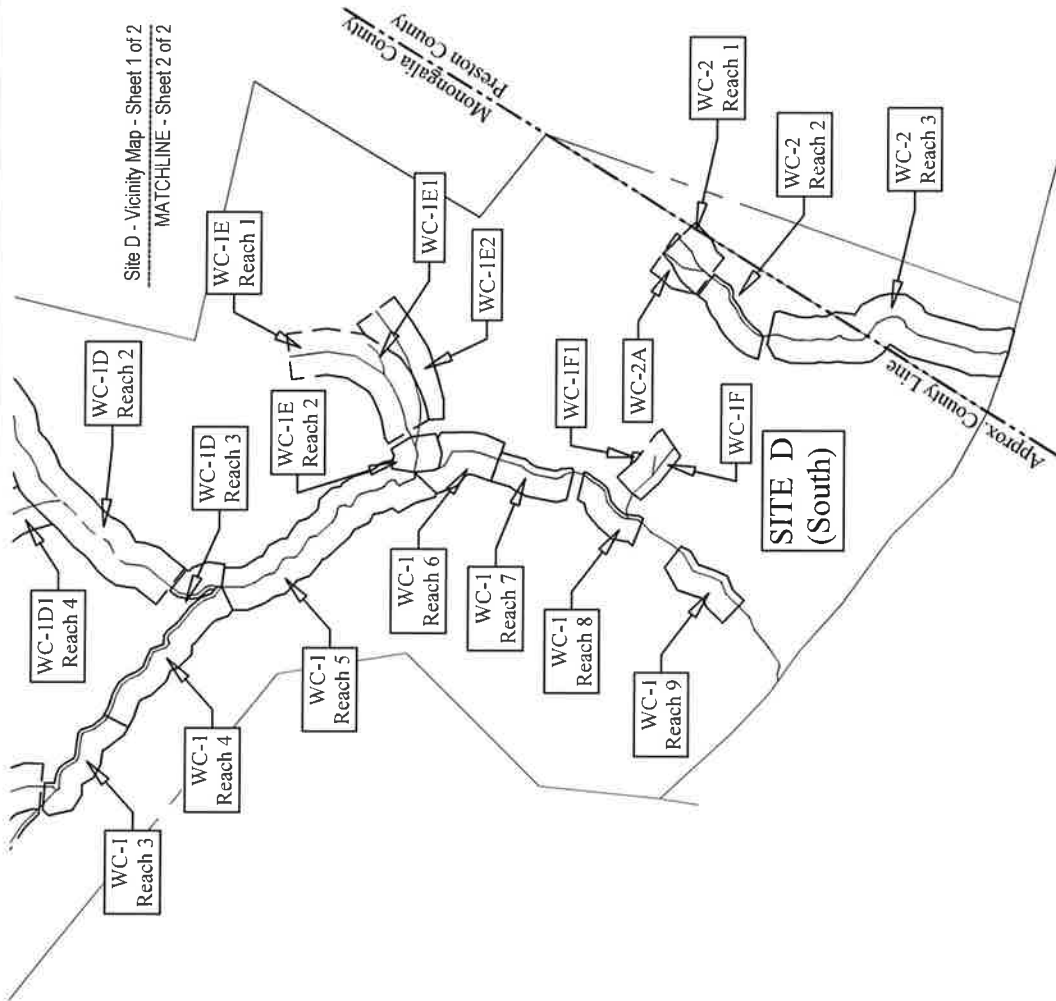 Site D - Vicinity Map - Sheet 1 of 2
MATCHLINE - Sheet 2 of 2
Monongalia County
Preston County
WC-1E
Reach 1
WC-1E1
WC-1E2
WC-1D
Reach 2
WC-1E
Reach 2
WC-1D
Reach 3
WC-1D1
Reach 4
WC-1
Reach 3
WC-1
Reach 4
WC-1
Reach 5
WC-1
Reach 6
WC-1
Reach 7
WC-1
Reach 8
WC-1
Reach 9
WC-1F1
WC-1F
WC-2A
WC-2
Reach 1
WC-2
Reach 2
WC-2
Reach 3
SITE D
(South)
Approx. County Line